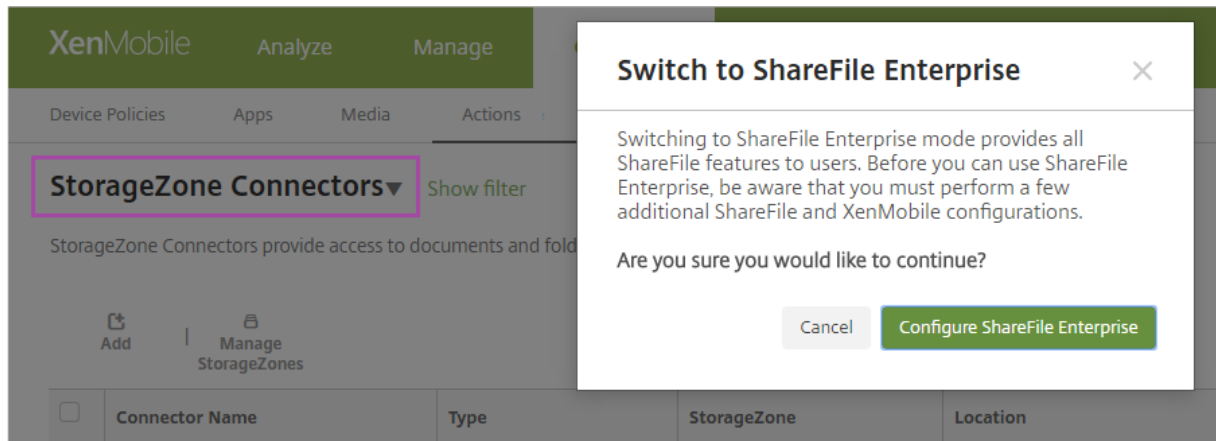 XenMobile Analyze Manage
Device Policies Apps Media Actions
StorageZone Connectors▾ Show filter
StorageZone Connectors provide access to documents and fold
Add | Manage
StorageZones
Connector Name Type StorageZone Location
Switch to ShareFile Enterprise ×
Switching to ShareFile Enterprise mode provides all
ShareFile features to users. Before you can use ShareFile
Enterprise, be aware that you must perform a few
additional ShareFile and XenMobile configurations.
Are you sure you would like to continue?
Cancel Configure ShareFile Enterprise